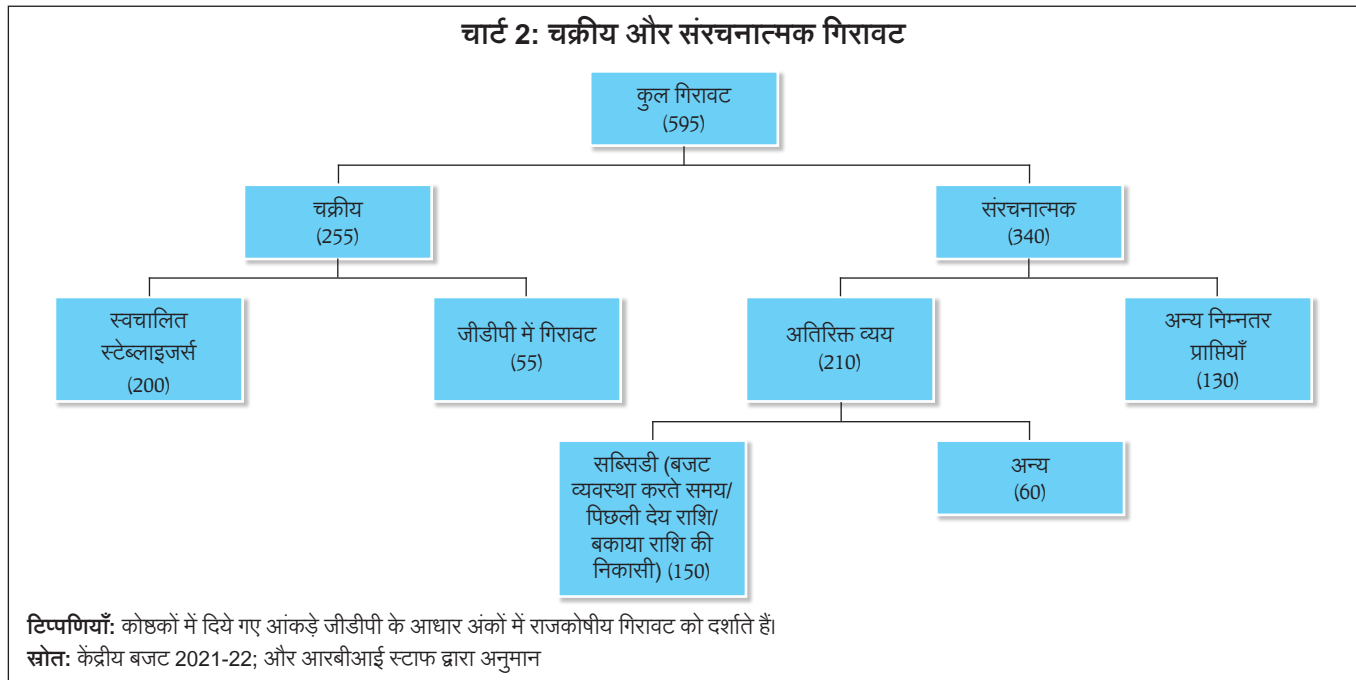 चार्ट 2: चक्रीय और संरचनात्मक गिरावट
कुल गिरावट
(595)
चक्रीय
(255)
संरचनात्मक
(340)
स्वचालित
स्टेब्लाइजर्स
(200)
जीडीपी में गिरावट
(55)
अतिरिक्त व्यय
(210)
अन्य निम्नतर
प्राप्तियाँ
(130)
सब्सिडी (बजट
व्यवस्था करते समय/
पिछली देय राशि/
बकाया राशि की
निकासी) (150)
अन्य
(60)
टिप्पणियाँ: कोष्ठकों में दिये गए आंकड़े जीडीपी के आधार अंकों में राजकोषीय गिरावट को दर्शाते हैं।
स्रोत: केंद्रीय बजट 2021-22; और आरबीआई स्टाफ द्वारा अनुमान